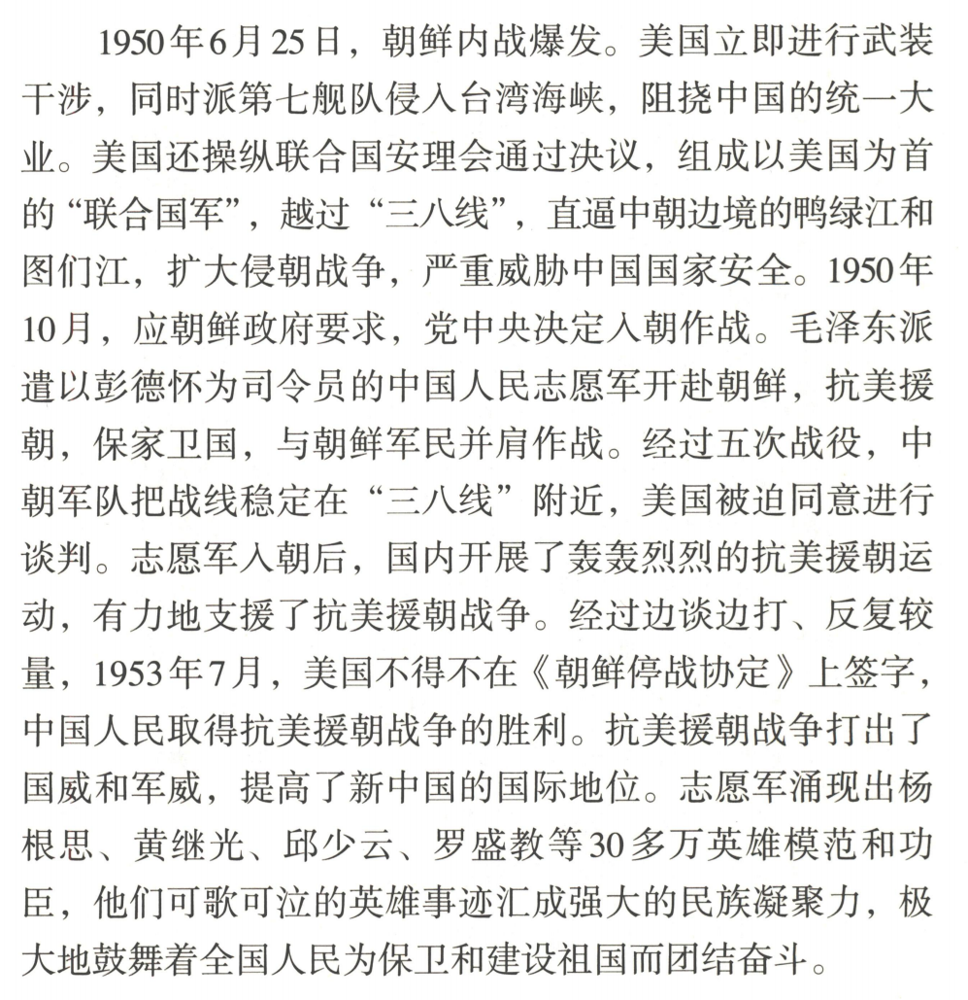 1950年6月25日，朝鲜内战爆发。美国立即进行武装
干涉，同时派第七舰队侵入台湾海峡，阻挠中国的统一大
业。美国还操纵联合国安理会通过决议，组成以美国为首
的“联合国军”，越过“三八线”，直逼中朝边境的鸭绿江和
图们江，扩大侵朝战争，严重威胁中国国家安全。1950年
10月，应朝鲜政府要求，党中央决定入朝作战。毛泽东派
遣以彭德怀为司令员的中国人民志愿军开赴朝鲜，抗美援
朝，保家卫国，与朝鲜军民并肩作战。经过五次战役，中
朝军队把战线稳定在“三八线”附近，美国被迫同意进行
谈判。志愿军入朝后，国内开展了轰轰烈烈的抗美援朝运
动，有力地支援了抗美援朝战争。经过边谈边打、反复较
量，1953年7月，美国不得不在《朝鲜停战协定》上签字，
中国人民取得抗美援朝战争的胜利。抗美援朝战争打出了
国威和军威，提高了新中国的国际地位。志愿军涌现出杨
根思、黄继光、邱少云、罗盛教等30多万英雄模范和功
臣，他们可歌可泣的英雄事迹汇成强大的民族凝聚力，极
大地鼓舞着全国人民为保卫和建设祖国而团结奋斗。